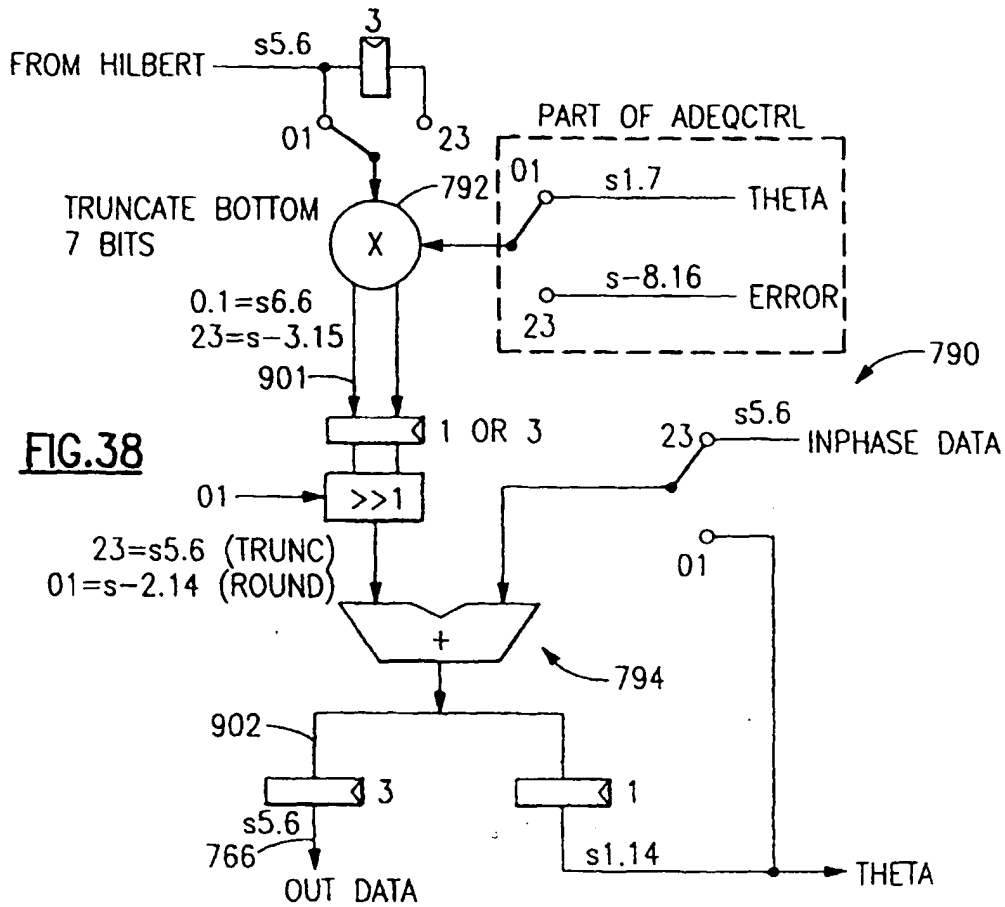 3
s5.6
FROM HILBERT
01
23
PART OF ADEQCTRL
01
s1.7
THETA
792
TRUNCATE BOTTOM
7 BITS
X
s-8.16
ERROR
23
0.1=s6.6
23=s-3.15
901
790
1 OR 3
s5.6
23
INPHASE DATA
FIG.38
01
>>1
01
23=s5.6 (TRUNC)
01=s-2.14 (ROUND)
+
794
902
3
1
s5.6
766
s1.14
OUT DATA
THETA